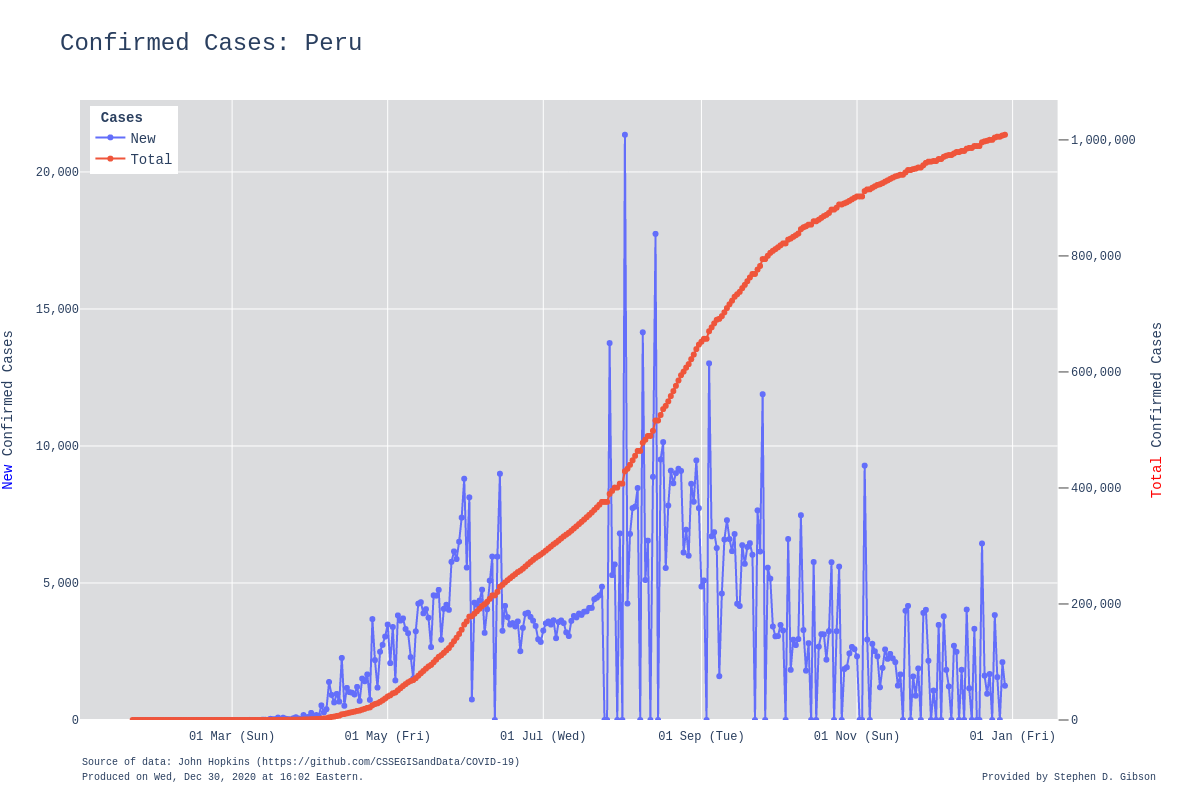 Confirmed Cases: Peru
Cases
New
Total
20,000
15,000
10,000
5,000
0
New Confirmed Cases
1,000,000
800,000
600,000
400,000
200,000
0
Total Confirmed Cases
01 Mar (Sun)
01 May (Fri)
01 Jul (Wed)
01 Sep (Tue)
01 Nov (Sun)
01 Jan (Fri)
Source of data: John Hopkins (https://github.com/CSSEGISandData/COVID-19)
Produced on Wed, Dec 30, 2020 at 16:02 Eastern.
Provided by Stephen D. Gibson